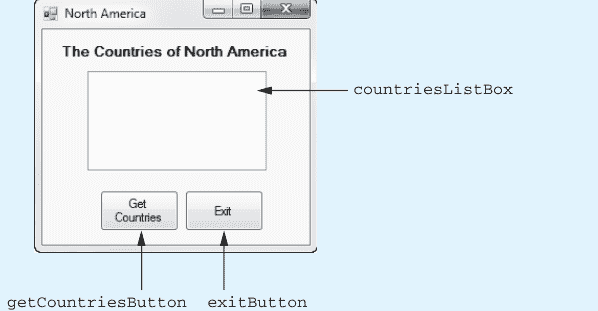 North America
The Countries of North America
countriesListBox
Get
Countries
Exit
getCountriesButton
exitButton